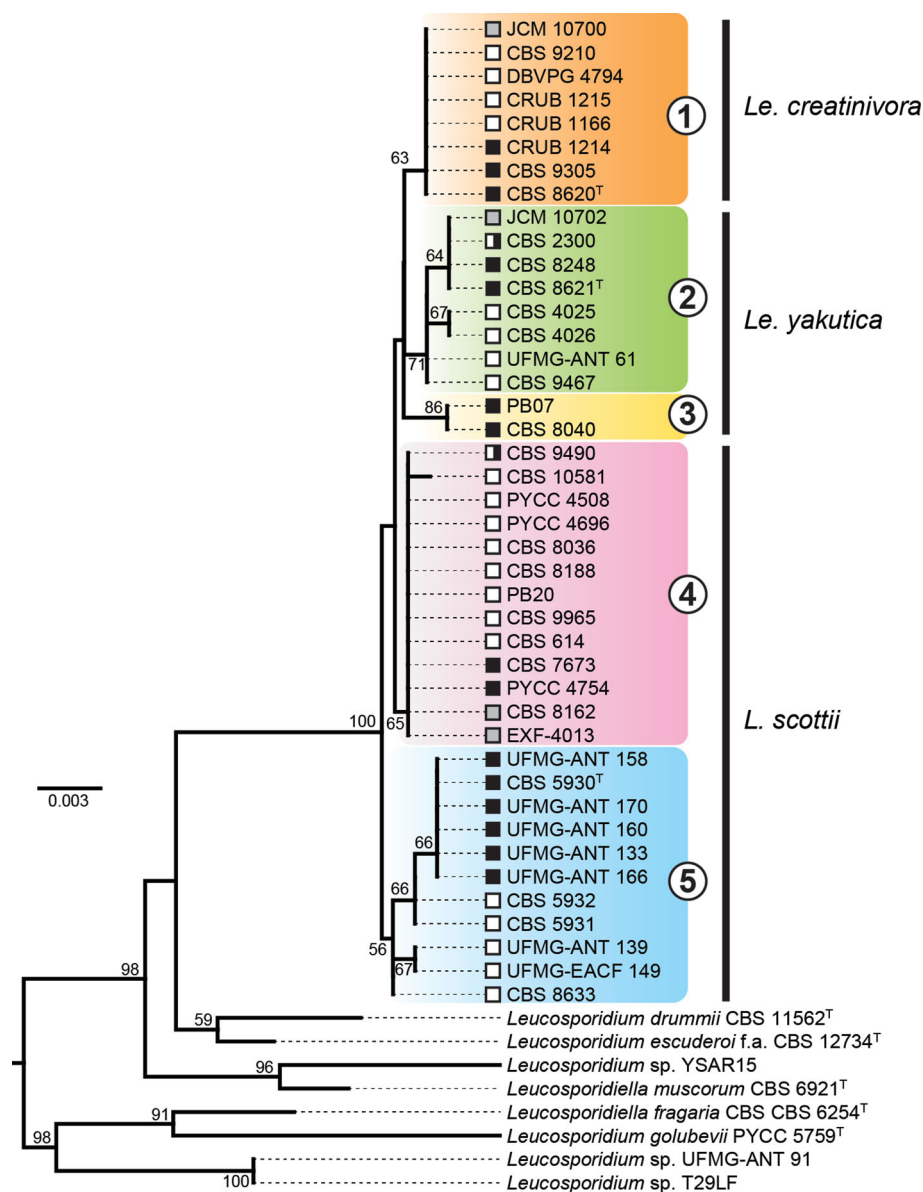 JCM 10700
CBS 9210
DBVPG 4794
CRUB 1215
CRUB 1166
CRUB 1214
CBS 9305
CBS 8620ᵀ
63
1
Le. creatinivora
JCM 10702
CBS 2300
CBS 8248
CBS 8621ᵀ
CBS 4025
CBS 4026
UFMG-ANT 61
CBS 9467
64
67
71
2
Le. yakutica
PB07
CBS 8040
86
3
CBS 9490
CBS 10581
PYCC 4508
PYCC 4696
CBS 8036
CBS 8188
PB20
CBS 9965
CBS 614
CBS 7673
PYCC 4754
CBS 8162
EXF-4013
100
65
4
L. scottii
UFMG-ANT 158
CBS 5930ᵀ
UFMG-ANT 170
UFMG-ANT 160
UFMG-ANT 133
UFMG-ANT 166
CBS 5932
CBS 5931
UFMG-ANT 139
UFMG-EACF 149
CBS 8633
66
66
56
67
5
0.003
98
59
Leucosporidium drummii CBS 11562ᵀ
Leucosporidium escuderoi f.a. CBS 12734ᵀ
96
Leucosporidium sp. YSAR15
Leucosporidiella muscorum CBS 6921ᵀ
91
Leucosporidiella fragaria CBS CBS 6254ᵀ
Leucosporidium golubevii PYCC 5759ᵀ
98
100
Leucosporidium sp. UFMG-ANT 91
Leucosporidium sp. T29LF